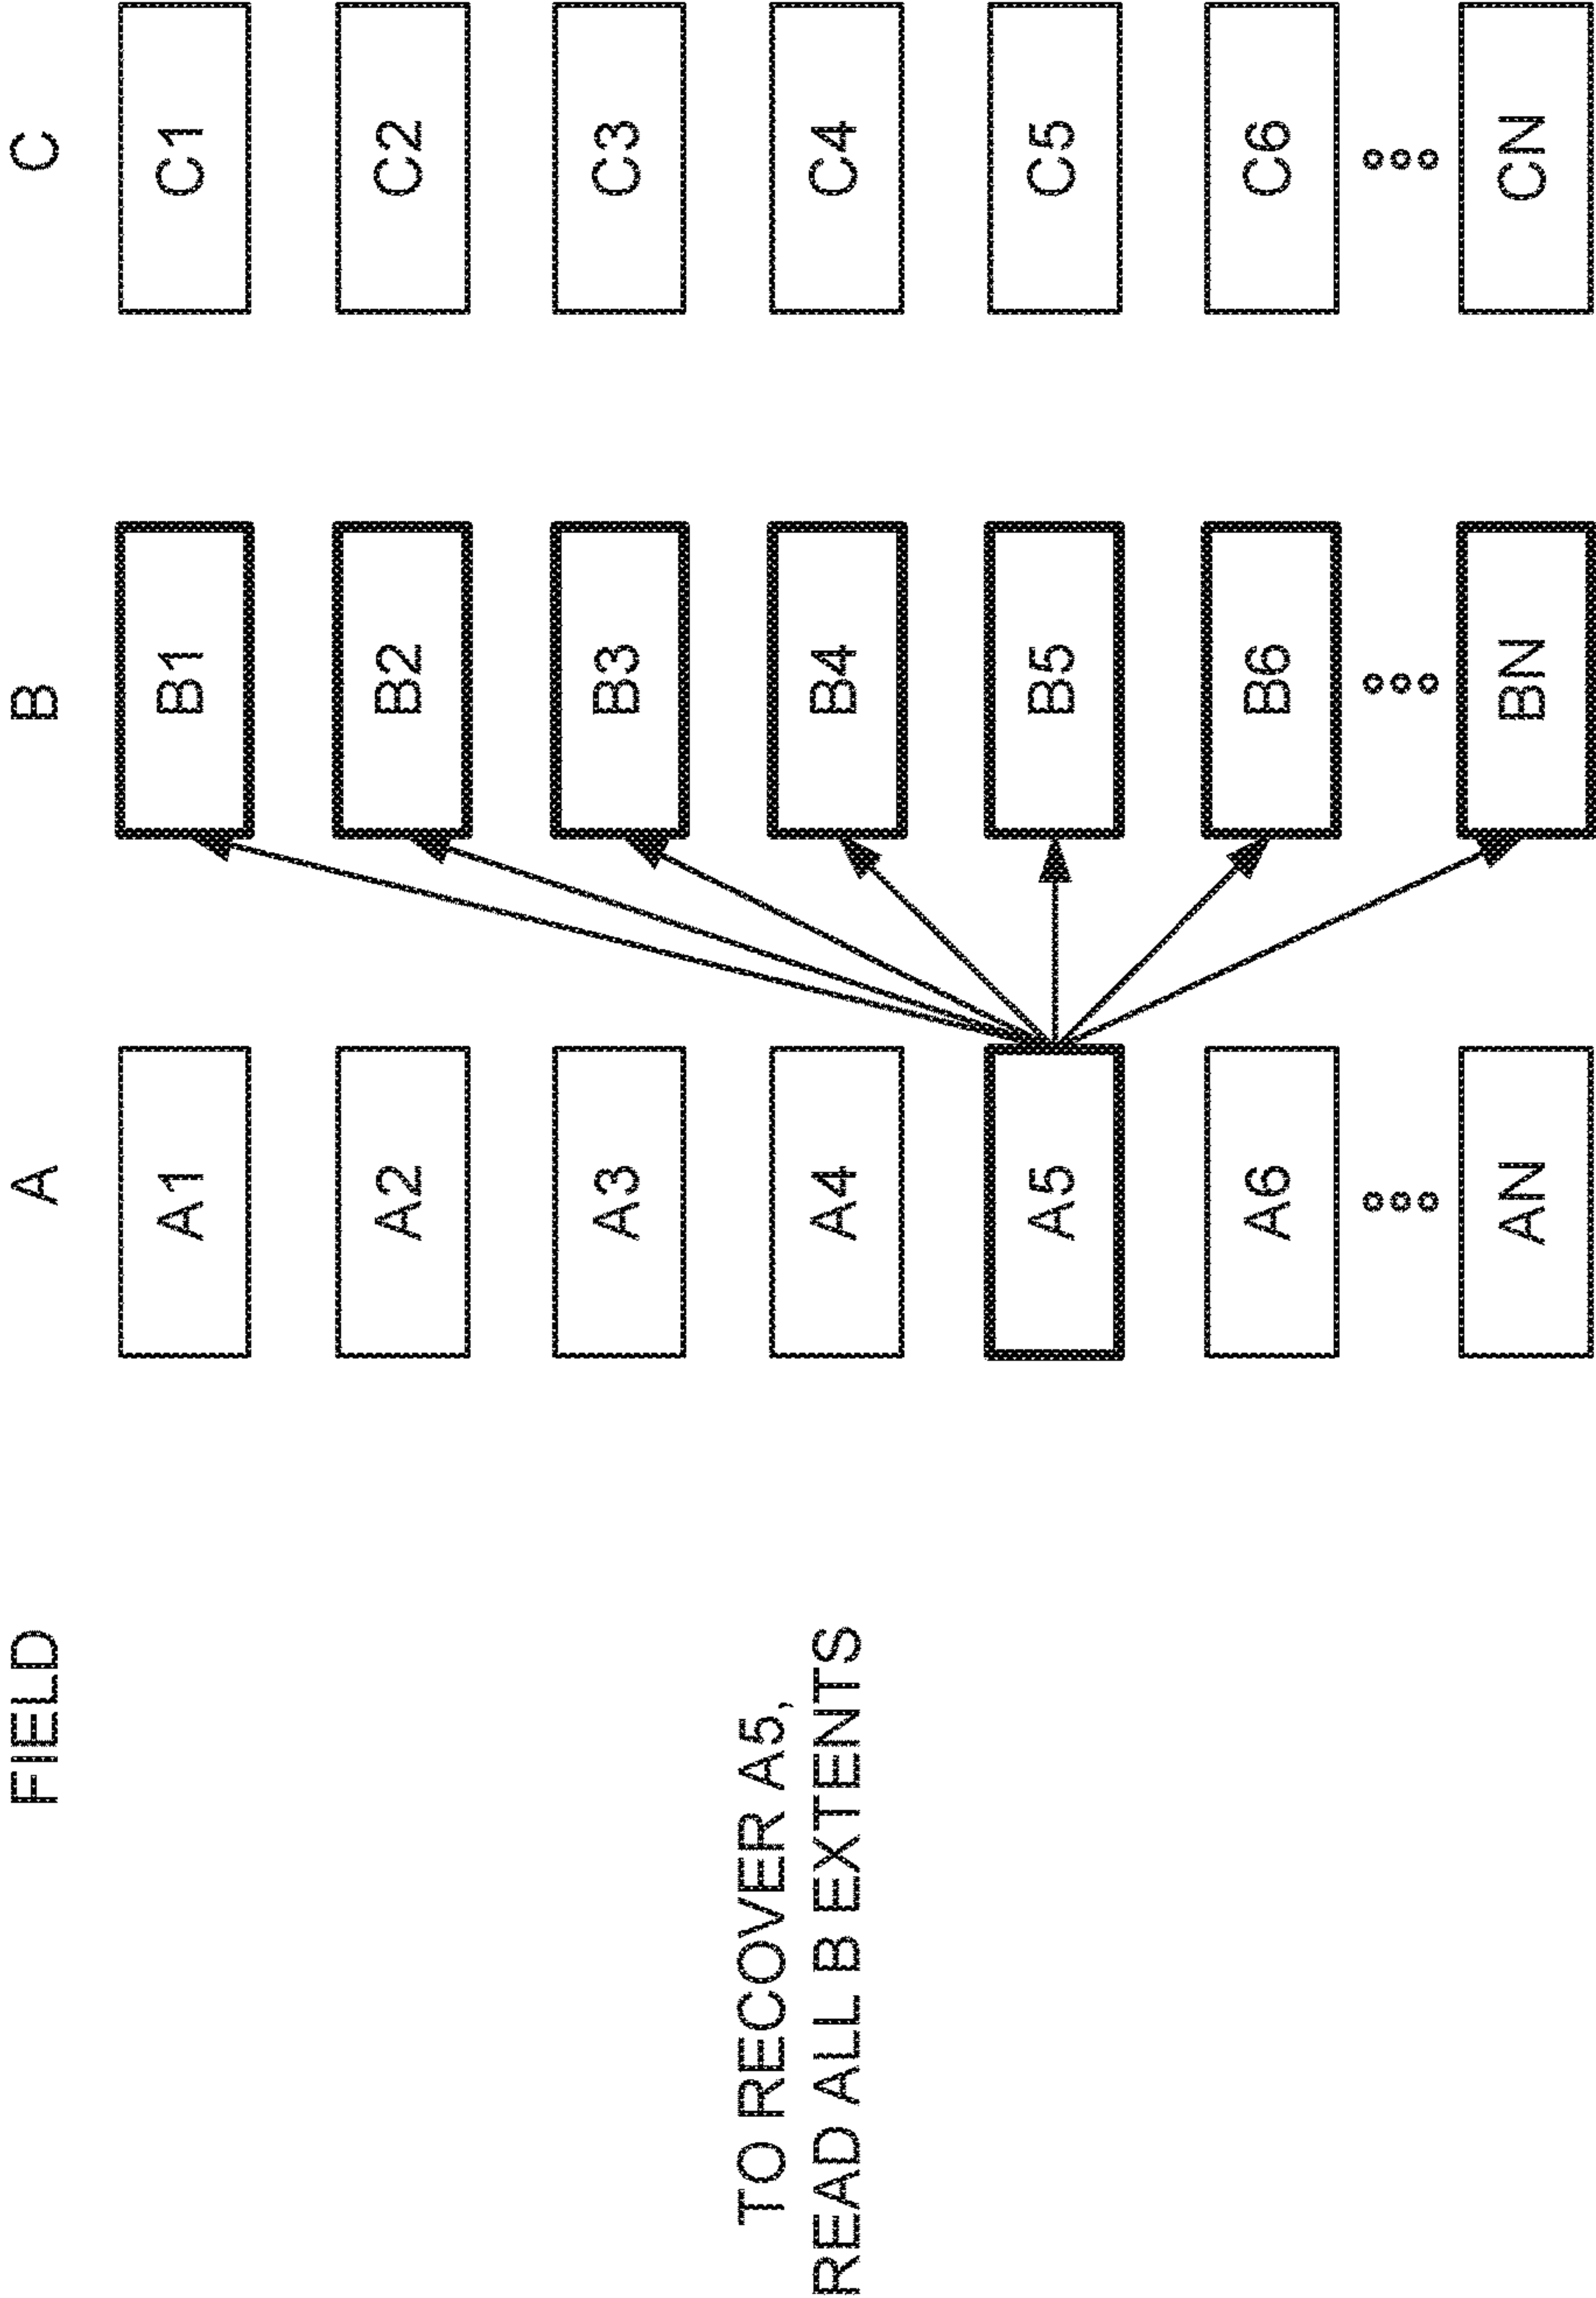 FIELD A B C
A1 B1 C1
A2 B2 C2
A3 B3 C3
TO RECOVER A5,
READ ALL B EXTENTS
A4 B4 C4
A5 B5 C5
A6 B6 C6
AN BN CN